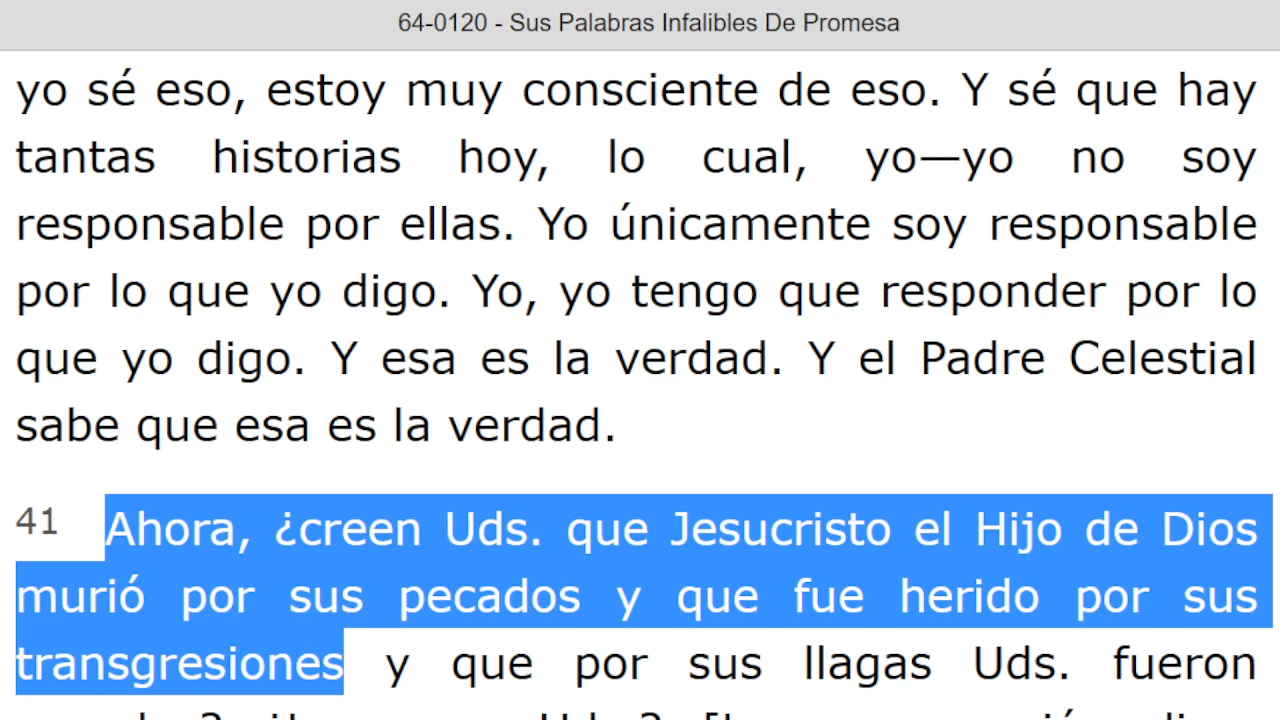 64-0120 - Sus Palabras Infalibles De Promesa
yo sé eso, estoy muy consciente de eso. Y sé que hay
tantas historias hoy, lo cual, yo—yo no soy
responsable por ellas. Yo únicamente soy responsable
por lo que yo digo. Yo, yo tengo que responder por lo
que yo digo. Y esa es la verdad. Y el Padre Celestial
sabe que esa es la verdad.
41 Ahora, ¿creen Uds. que Jesucristo el Hijo de Dios
murió por sus pecados y que fue herido por sus
transgresiones y que por sus llagas Uds. fueron